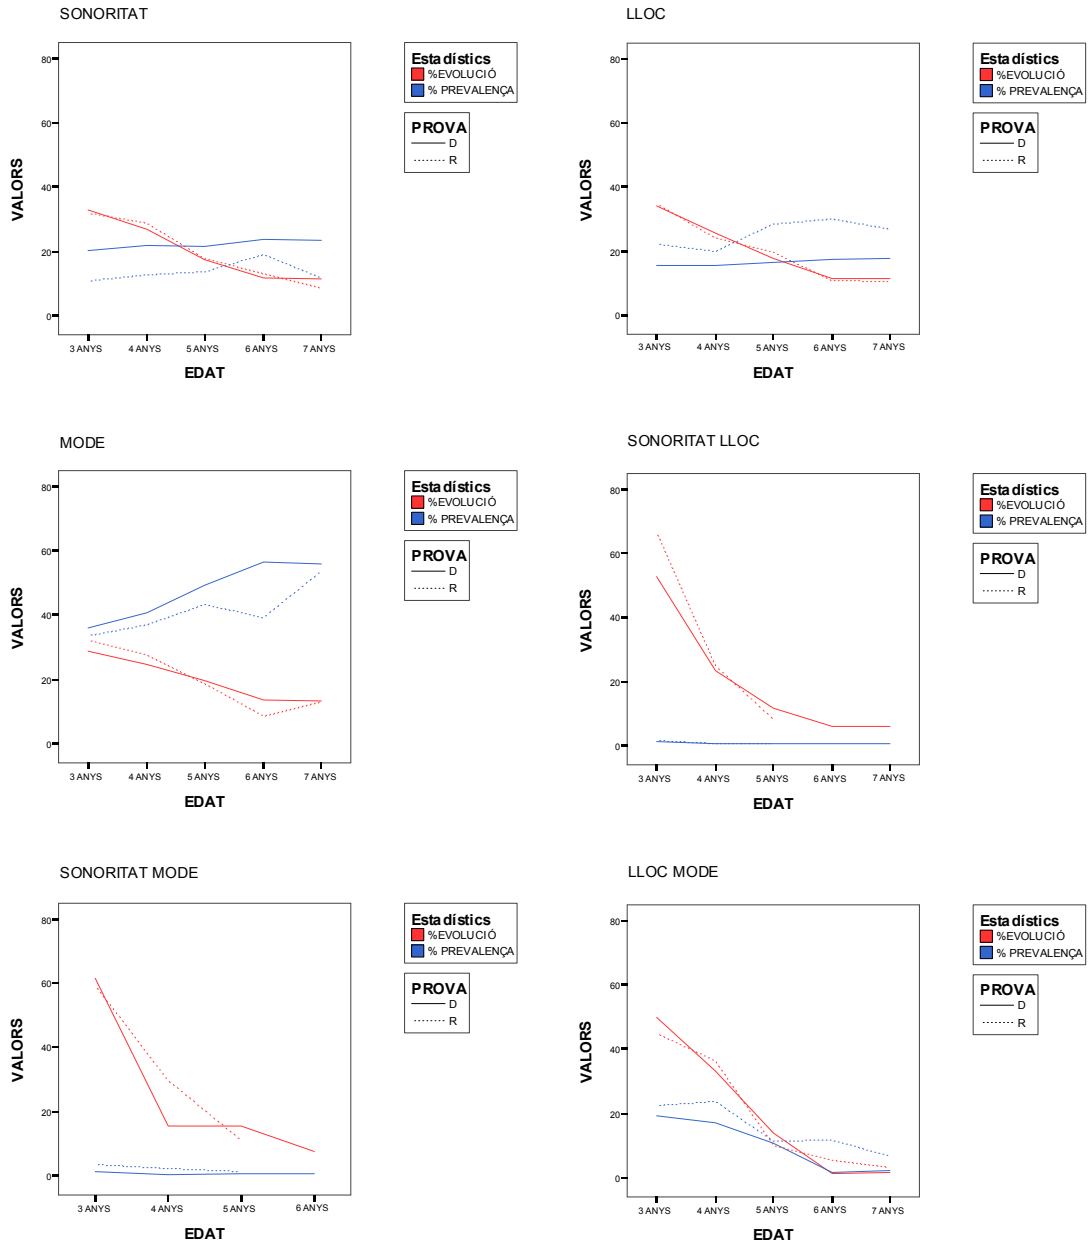 SONORITAT
80
60
40
20
0
VALORS
3 ANYS 4 ANYS 5 ANYS 6 ANYS 7 ANYS
EDAT
Estadístics
%EVOLUCIÓ
% PREVALENÇA
PROVA
D
R
LLOC
80
60
40
20
0
VALORS
3 ANYS 4 ANYS 5 ANYS 6 ANYS 7 ANYS
EDAT
Estadístics
%EVOLUCIÓ
% PREVALENÇA
PROVA
D
R
MODE
80
60
40
20
0
VALORS
3 ANYS 4 ANYS 5 ANYS 6 ANYS 7 ANYS
EDAT
Estadístics
%EVOLUCIÓ
% PREVALENÇA
PROVA
D
R
SONORITAT LLOC
80
60
40
20
0
VALORS
3 ANYS 4 ANYS 5 ANYS 6 ANYS 7 ANYS
EDAT
Estadístics
%EVOLUCIÓ
% PREVALENÇA
PROVA
D
R
SONORITAT MODE
80
60
40
20
0
VALORS
3 ANYS 4 ANYS 5 ANYS 6 ANYS
EDAT
Estadístics
%EVOLUCIÓ
% PREVALENÇA
PROVA
D
R
LLOC MODE
80
60
40
20
0
VALORS
3 ANYS 4 ANYS 5 ANYS 6 ANYS 7 ANYS
EDAT
Estadístics
%EVOLUCIÓ
% PREVALENÇA
PROVA
D
R